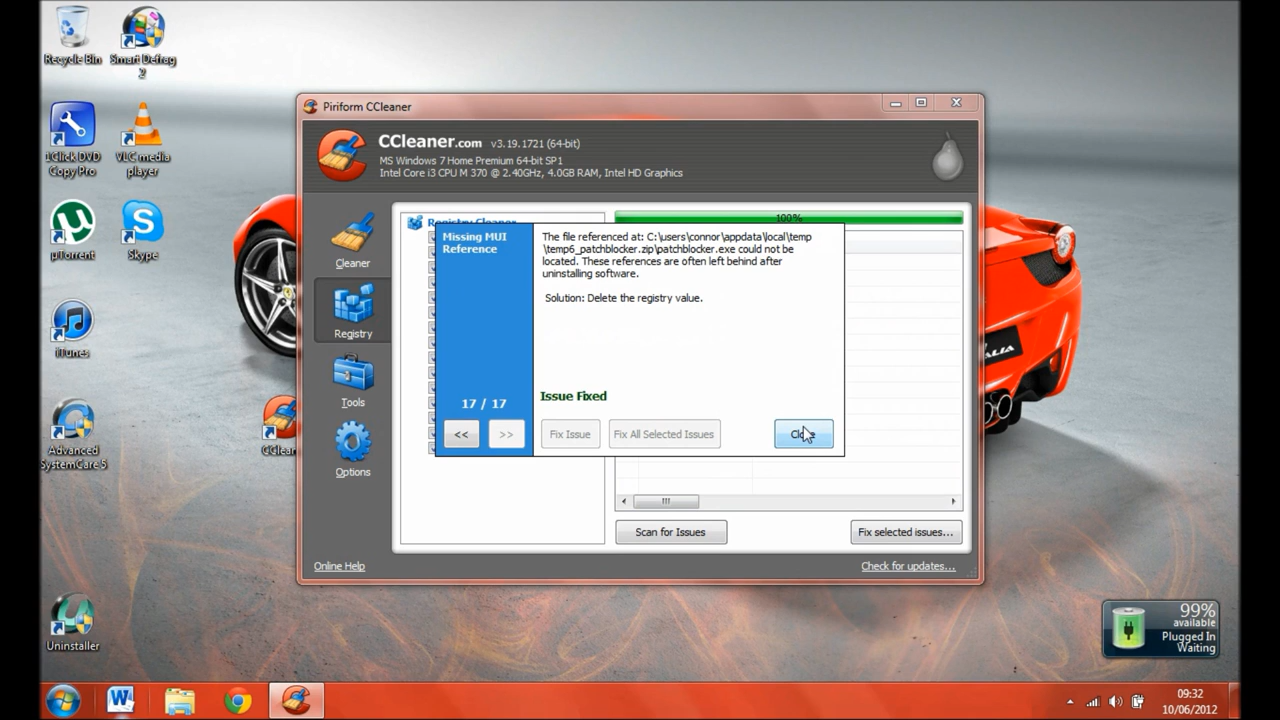 Recycle Bin
Smart Defrag
2
1Click DVD
Copy Pro
VLC media
player
µTorrent
Skype
iTunes
Advanced
SystemCare 5
Uninstaller
Piriform CCleaner
CCleaner.com v3.19.1721 (64-bit)
MS Windows 7 Home Premium 64-bit SP1
Intel Core i3 CPU M 370 @ 2.40GHz, 4.0GB RAM, Intel HD Graphics
Cleaner
Registry
Tools
Options
Registry Cleaner
100%
Missing MUI
Reference
The file referenced at: C:\users\connor\appdata\local\temp
\temp6_patchblocker.zip\patchblocker.exe could not be
located. These references are often left behind after
uninstalling software.
Solution: Delete the registry value.
17 / 17
Issue Fixed
<< >> Fix Issue Fix All Selected Issues
Scan for Issues
Fix selected issues...
Online Help
Check for updates...
99%
available
Plugged In
Waiting
09:32
10/06/2012